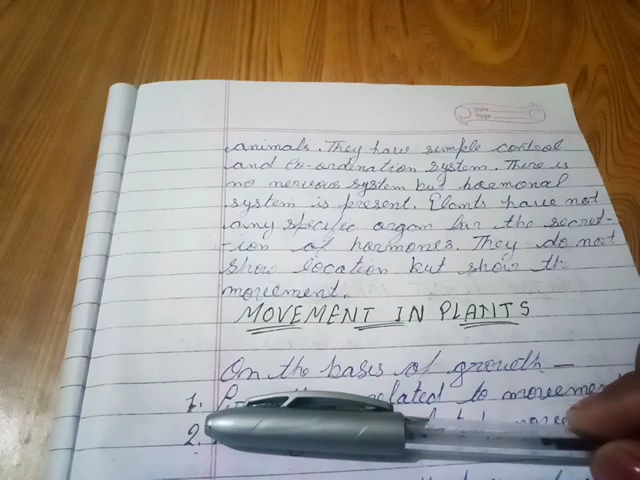 animals. They have simple control
and Co-ordination system. There is
no nervous system but hormonal
system is present. Plants have not
any specific organ for the secret-
-ion of hormones. They do not
show location but show the
movement.
MOVEMENT IN PLANTS
On the bases of growth —
1. related to movement
2.